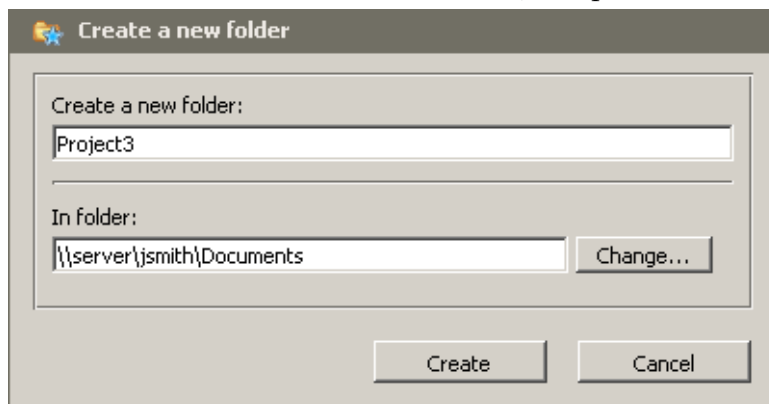 Create a new folder
Create a new folder:
Project3
In folder:
\\server\jsmith\Documents
Change...
Create
Cancel